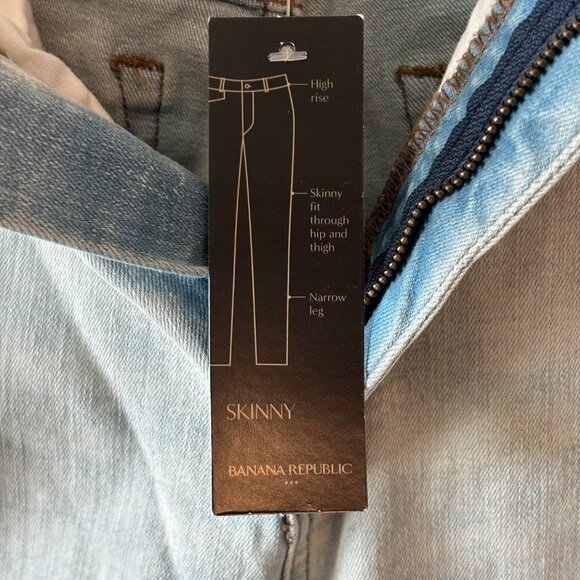 High
rise
Skinny
fit
through
hip and
thigh
Narrow
leg
SKINNY
BANANA REPUBLIC